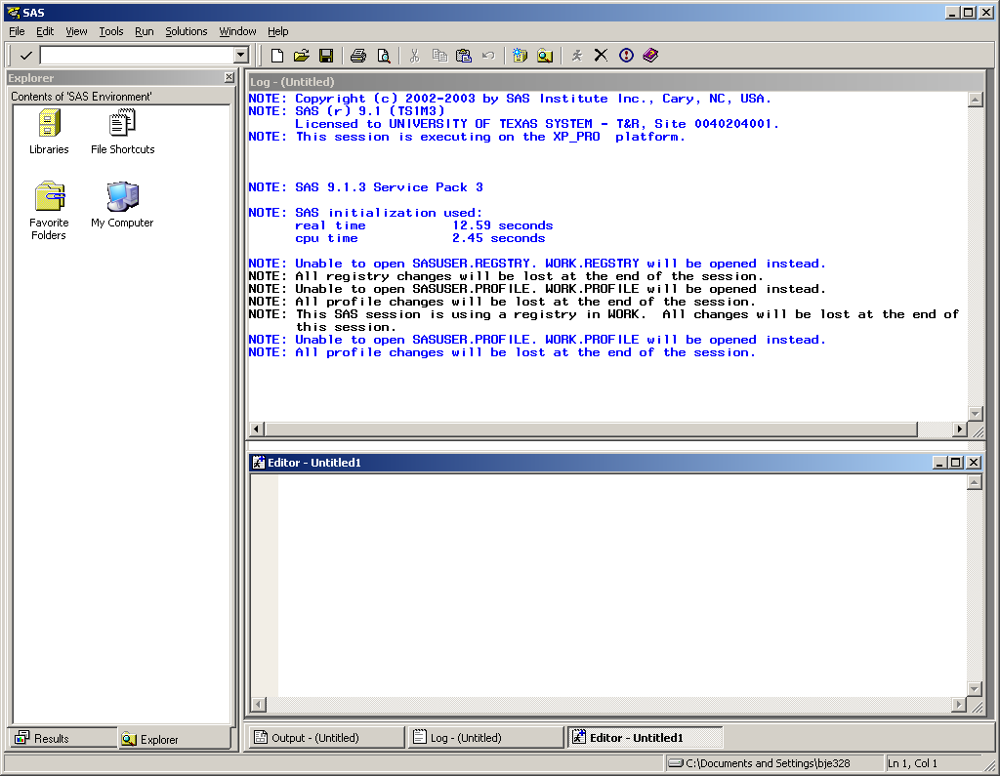 SAS
File Edit View Tools Run Solutions Window Help
Explorer
Contents of 'SAS Environment'
Libraries
File Shortcuts
Favorite
Folders
My Computer
Log - (Untitled)
NOTE: Copyright (c) 2002-2003 by SAS Institute Inc., Cary, NC, USA.
NOTE: SAS (r) 9.1 (TS1M3)
Licensed to UNIVERSITY OF TEXAS SYSTEM - T&R, Site 0040204001.
NOTE: This session is executing on the XP_PRO  platform.
NOTE: SAS 9.1.3 Service Pack 3
NOTE: SAS initialization used:
real time           12.59 seconds
cpu time            2.45 seconds
NOTE: Unable to open SASUSER.REGSTRY. WORK.REGSTRY will be opened instead.
NOTE: All registry changes will be lost at the end of the session.
NOTE: Unable to open SASUSER.PROFILE. WORK.PROFILE will be opened instead.
NOTE: All profile changes will be lost at the end of the session.
NOTE: This SAS session is using a registry in WORK.  All changes will be lost at the end of
this session.
NOTE: Unable to open SASUSER.PROFILE. WORK.PROFILE will be opened instead.
NOTE: All profile changes will be lost at the end of the session.
Editor - Untitled1
Results
Explorer
Output - (Untitled)
Log - (Untitled)
Editor - Untitled1
C:\Documents and Settings\bje328
Ln 1, Col 1